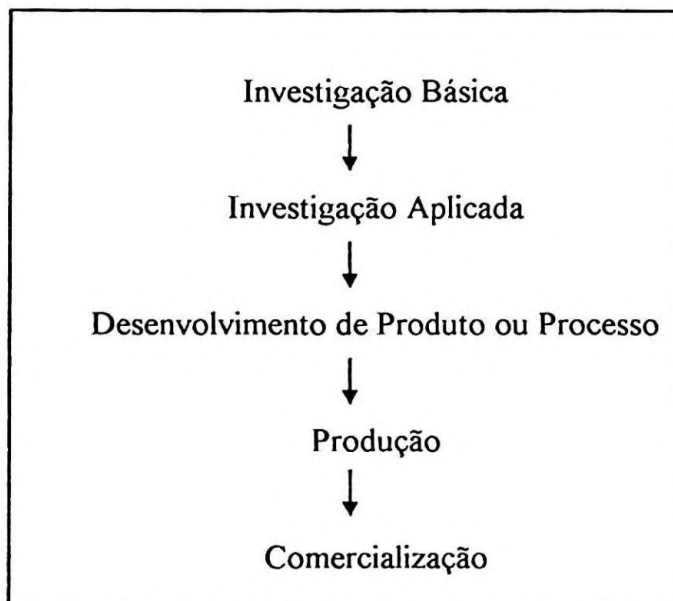 Investigação Básica
Investigação Aplicada
Desenvolvimento de Produto ou Processo
Produção
Comercialização